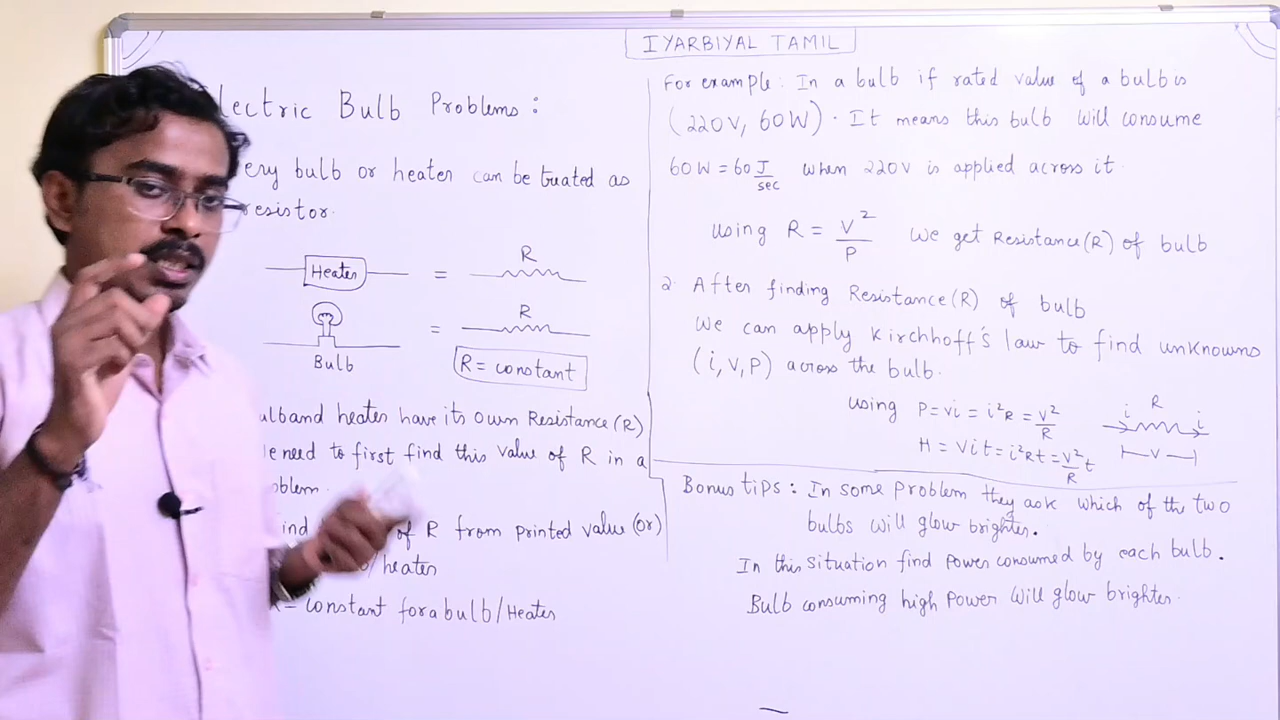 IYARBIYAL TAMIL
lectric Bulb Problems :
ery bulb or heater can be treated as
resistor.
Heater = R
Bulb = R
R = constant
ulb and heater have its own Resistance (R)
need to first find this value of R in a
oblem.
ind of R from printed value (or)
/heater
= constant for a bulb / Heater
For example : In a bulb if rated value of a bulb is
(220V, 60W) . It means this bulb will consume
60W = 60 J/sec when 220V is applied across it.
using R = V²/P we get Resistance (R) of bulb
2. After finding Resistance (R) of bulb
We can apply Kirchhoff's law to find unknowns
(i, V, P) across the bulb.
using P = Vi = i²R = V²/R
H = Vit = i²Rt = V²/R t
i R i
V
Bonus tips : In some problem they ask which of the two
bulbs will glow brighter.
In this situation find power consumed by each bulb.
Bulb consuming high power will glow brighter.